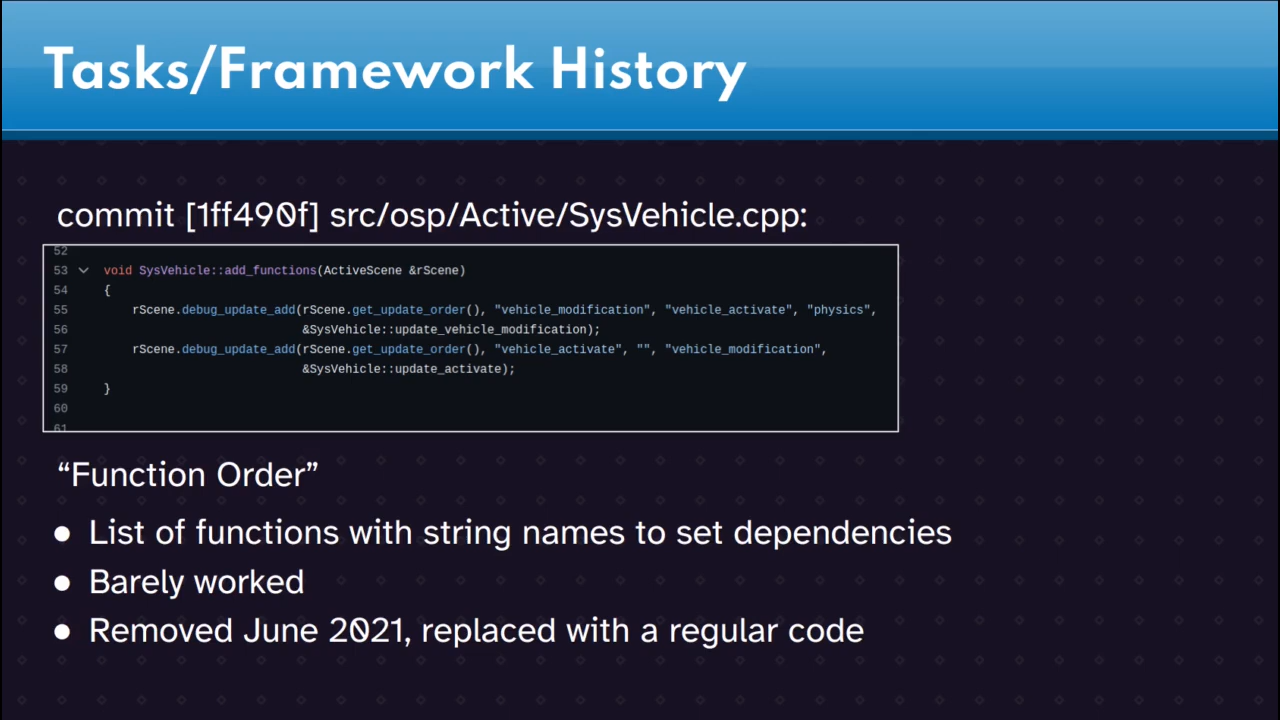 Tasks/Framework History
commit [1ff490f] src/osp/Active/SysVehicle.cpp:
52
53 void SysVehicle::add_functions(ActiveScene &rScene)
54 {
55 rScene.debug_update_add(rScene.get_update_order(), "vehicle_modification", "vehicle_activate", "physics",
56 &SysVehicle::update_vehicle_modification);
57 rScene.debug_update_add(rScene.get_update_order(), "vehicle_activate", "", "vehicle_modification",
58 &SysVehicle::update_activate);
59 }
60
61
“Function Order”
● List of functions with string names to set dependencies
● Barely worked
● Removed June 2021, replaced with a regular code